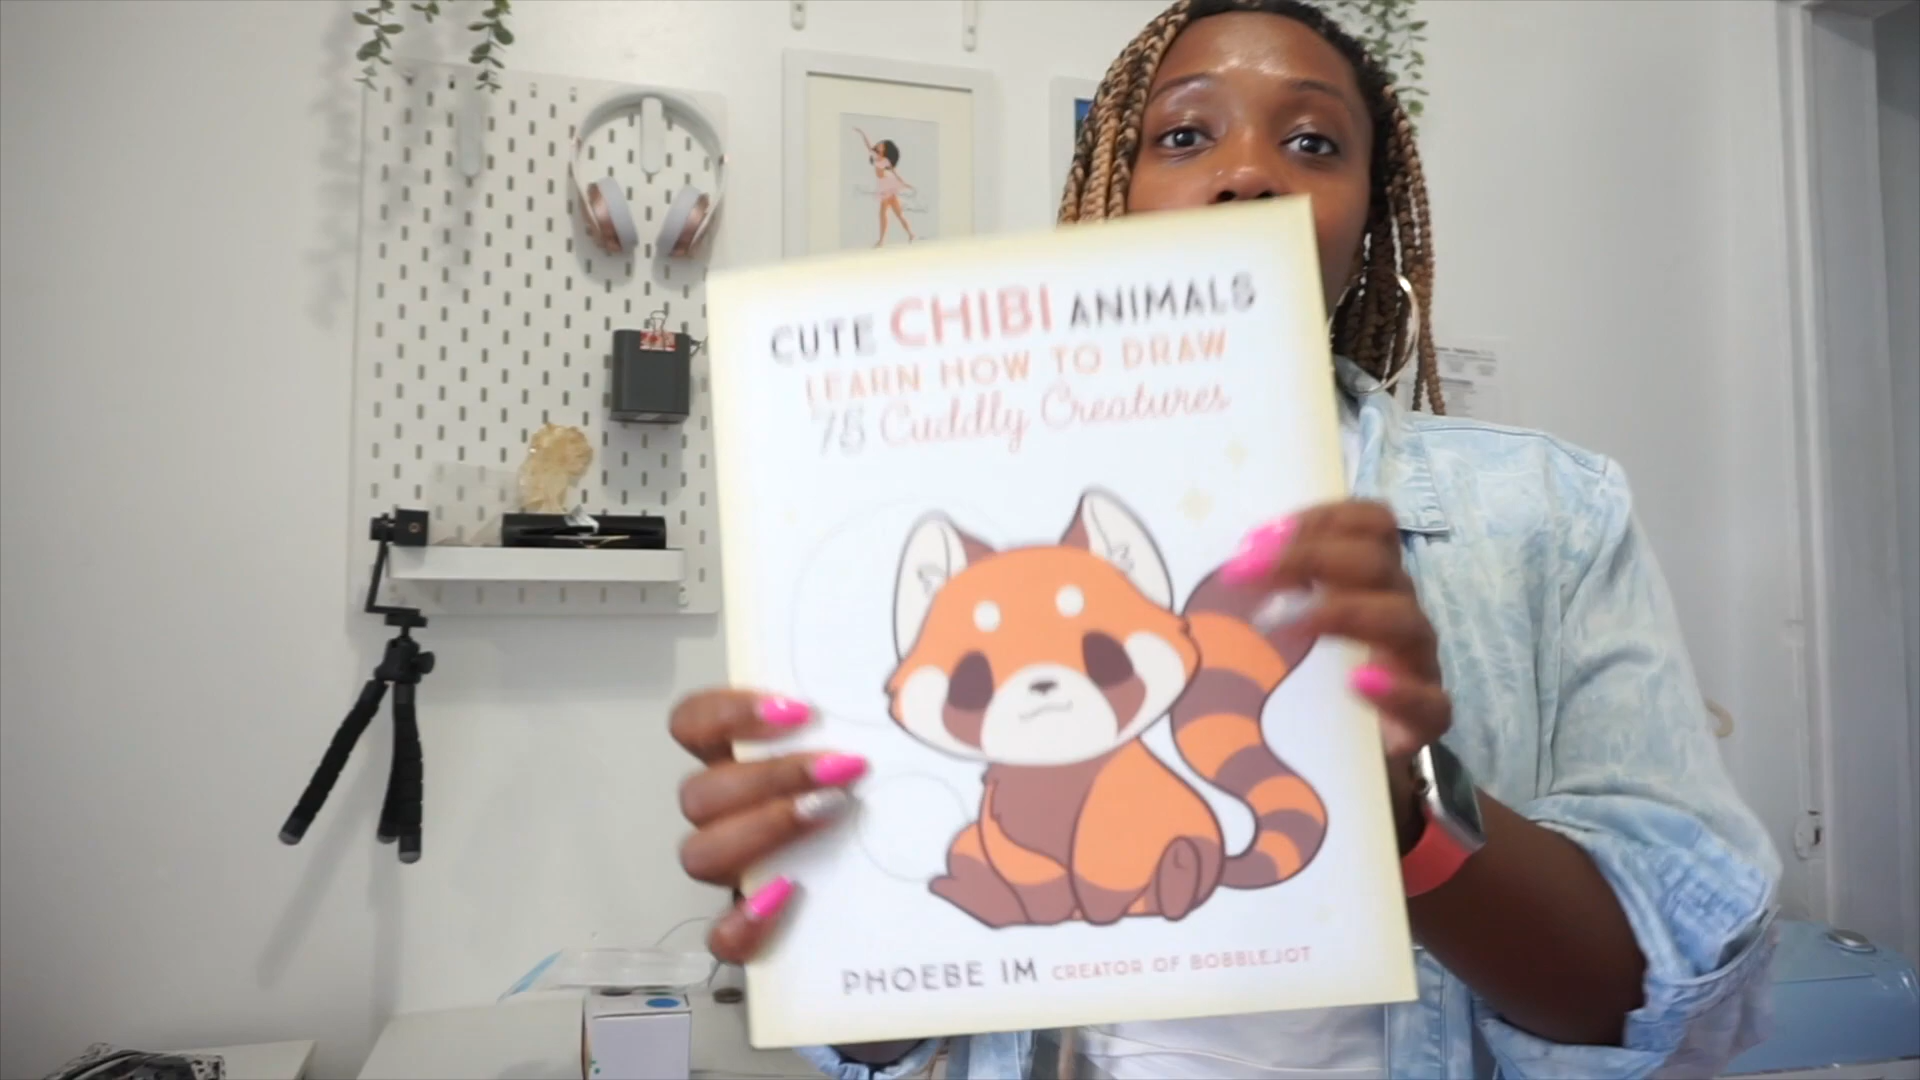 CUTE CHIBI ANIMALS
LEARN HOW TO DRAW
75 Cuddly Creatures
PHOEBE IM CREATOR OF BOBBLEJOT